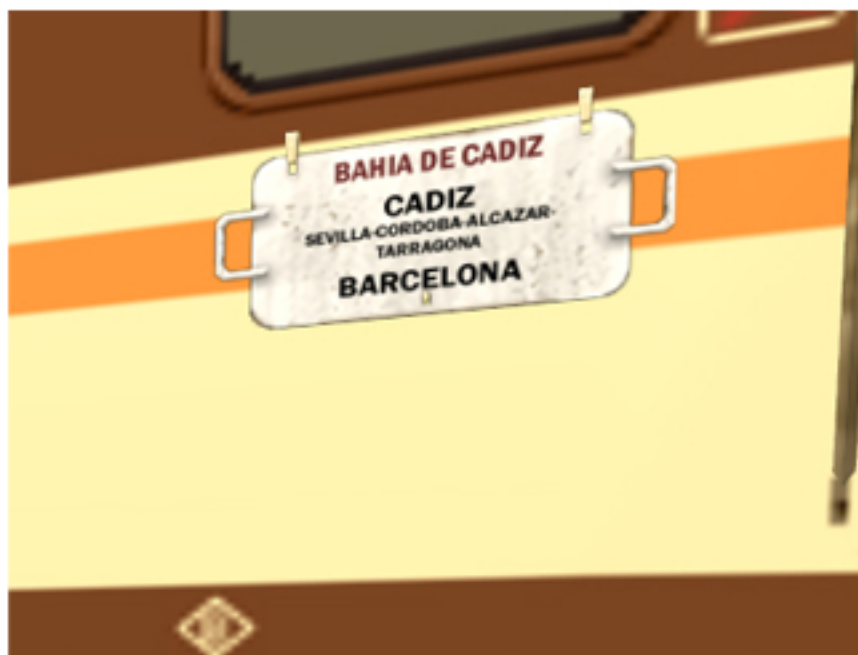 BAHIA DE CADIZ
CADIZ
SEVILLA-CORDOBA-ALCAZAR-
TARRAGONA
BARCELONA